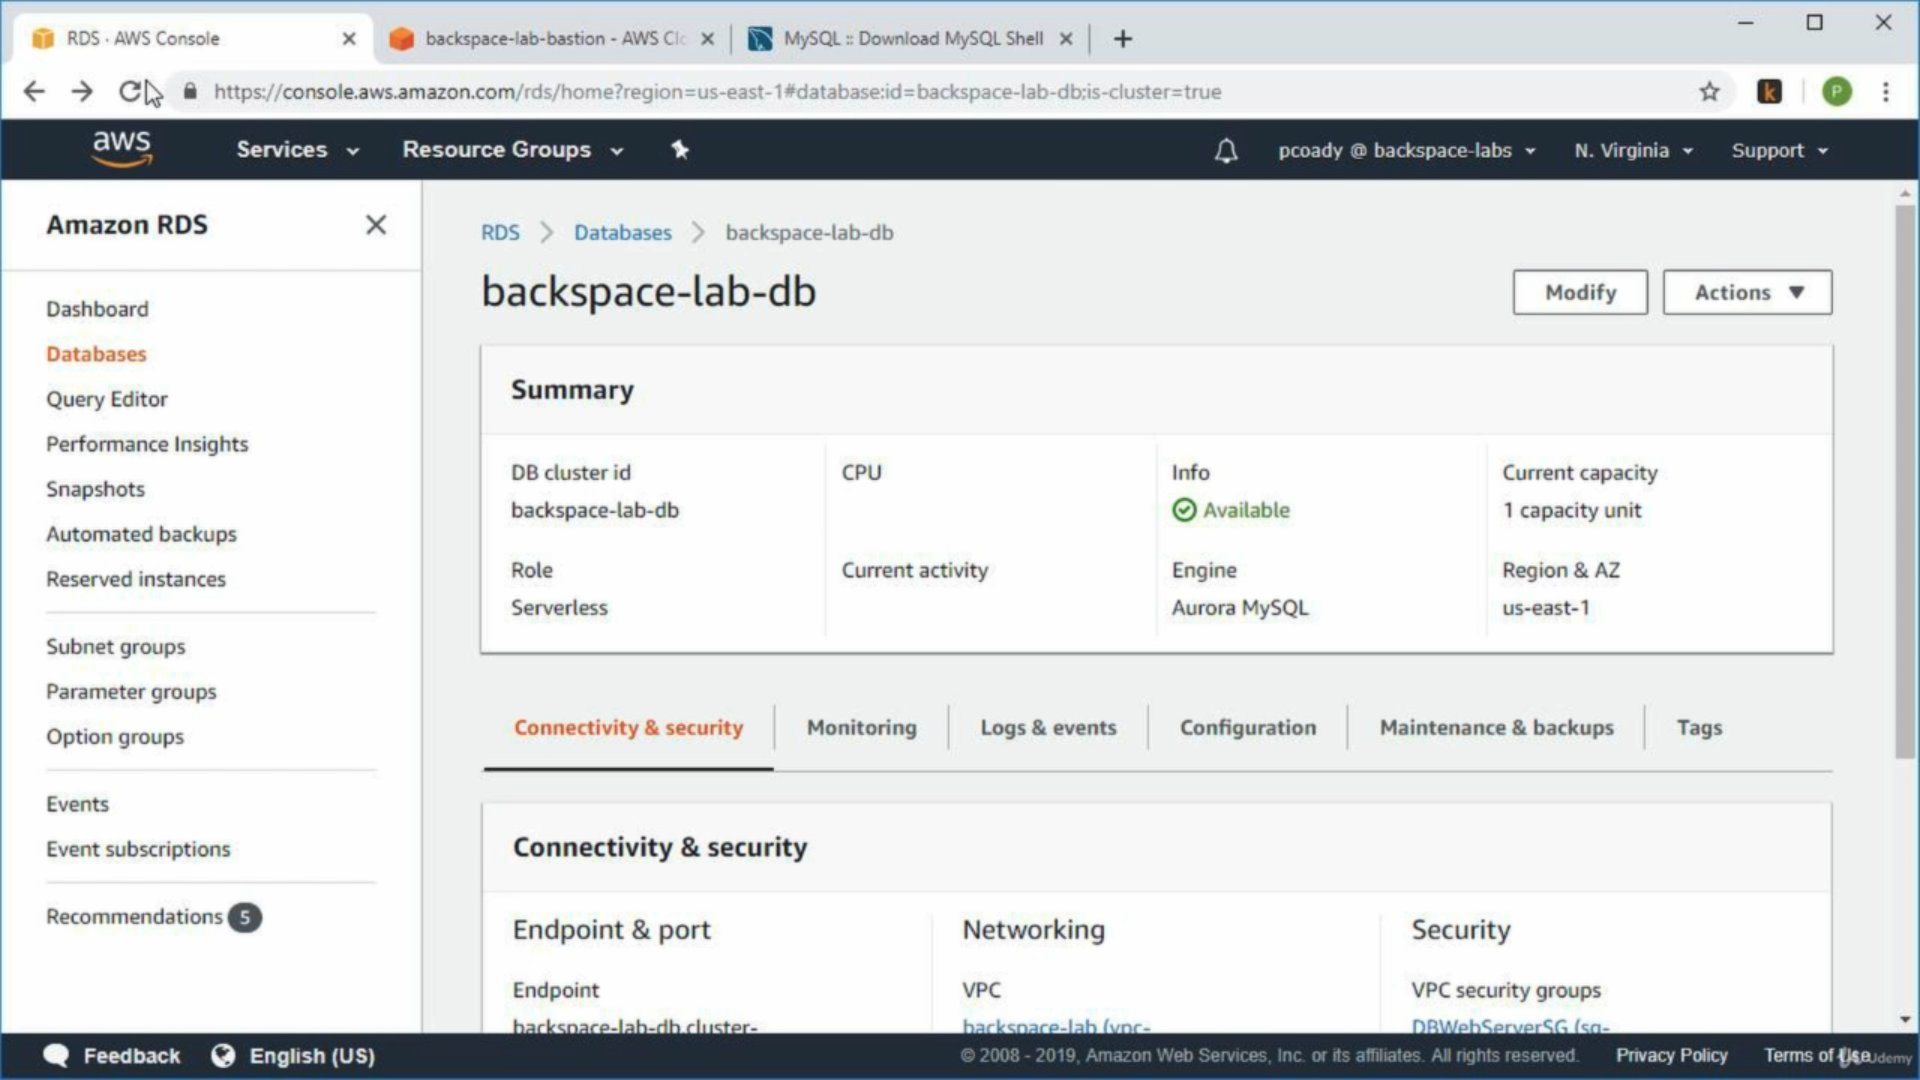 RDS · AWS Console
backspace-lab-bastion - AWS Clo
MySQL :: Download MySQL Shell
https://console.aws.amazon.com/rds/home?region=us-east-1#database:id=backspace-lab-db;is-cluster=true
k
P
aws
Services
Resource Groups
pcoady @ backspace-labs
N. Virginia
Support
Amazon RDS
Dashboard
Databases
Query Editor
Performance Insights
Snapshots
Automated backups
Reserved instances
Subnet groups
Parameter groups
Option groups
Events
Event subscriptions
Recommendations 5
RDS > Databases > backspace-lab-db
backspace-lab-db
Modify
Actions
Summary
DB cluster id
backspace-lab-db
CPU
Info
Available
Current capacity
1 capacity unit
Role
Serverless
Current activity
Engine
Aurora MySQL
Region & AZ
us-east-1
Connectivity & security
Monitoring
Logs & events
Configuration
Maintenance & backups
Tags
Connectivity & security
Endpoint & port
Endpoint
backspace-lab-db.cluster-
Networking
VPC
backspace-lab (vpc-
Security
VPC security groups
DBWebServerSG (sg-
Feedback
English (US)
© 2008 - 2019, Amazon Web Services, Inc. or its affiliates. All rights reserved.
Privacy Policy
Terms of Use
Udemy